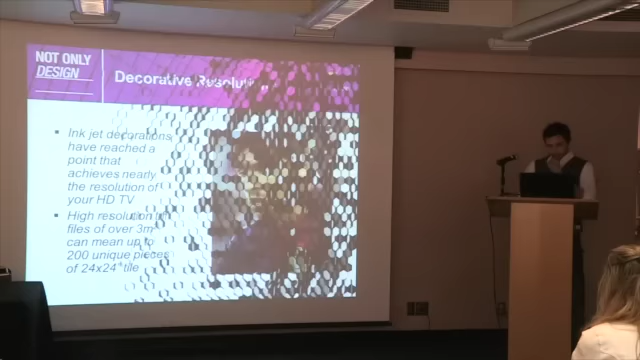 NOT ONLY
DESIGN
Decorative Resolution
Ink jet decorations
have reached a
point that
achieves nearly
the resolution of
your HD TV
High resolution
files of over 3m
can mean up to
200 unique pieces
of 24x24" tile